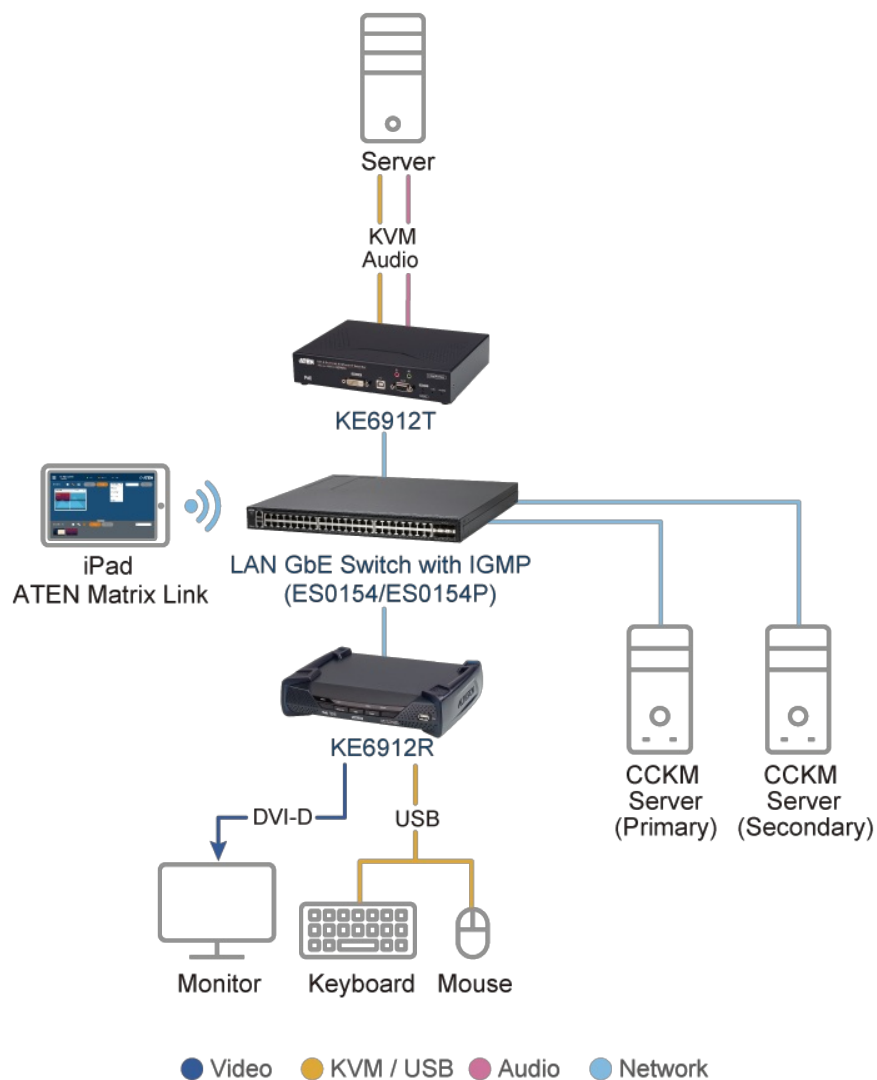 Server
KVM
Audio
ATEN
KE6912T
iPad
ATEN Matrix Link
LAN GbE Switch with IGMP
(ES0154/ES0154P)
KE6912R
DVI-D
USB
CCKM
Server
(Primary)
CCKM
Server
(Secondary)
Monitor
Keyboard
Mouse
Video
KVM / USB
Audio
Network